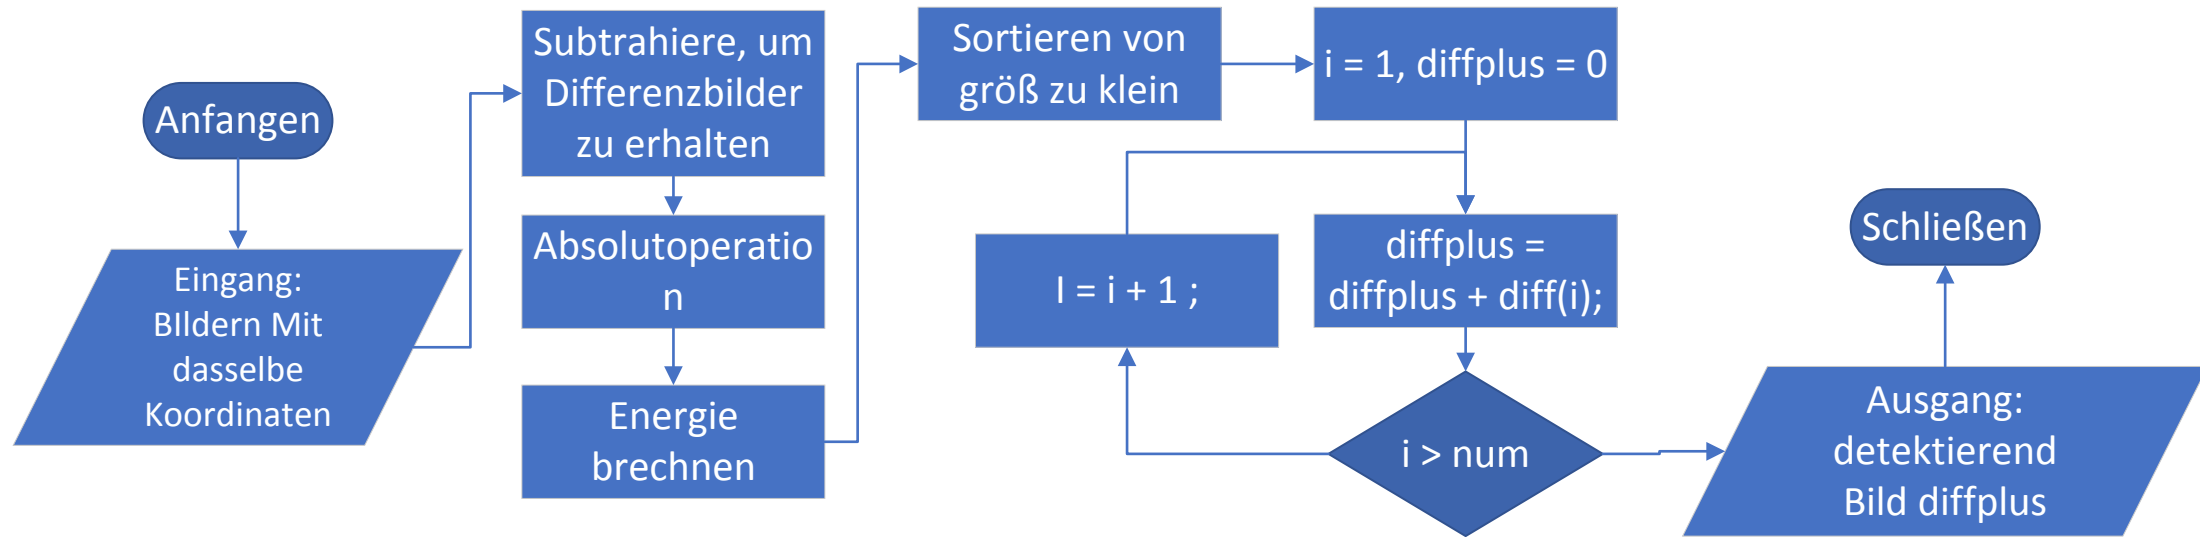 Anfangen
Eingang:
BIldern Mit
dasselbe
Koordinaten
Subtrahiere, um
Differenzbilder
zu erhalten
Absolutoperatio
n
Energie
brechnen
Sortieren von
größ zu klein
i = 1, diffplus = 0
diffplus =
diffplus + diff(i);
i > num
I = i + 1 ;
Ausgang:
detektierend
Bild diffplus
Schließen